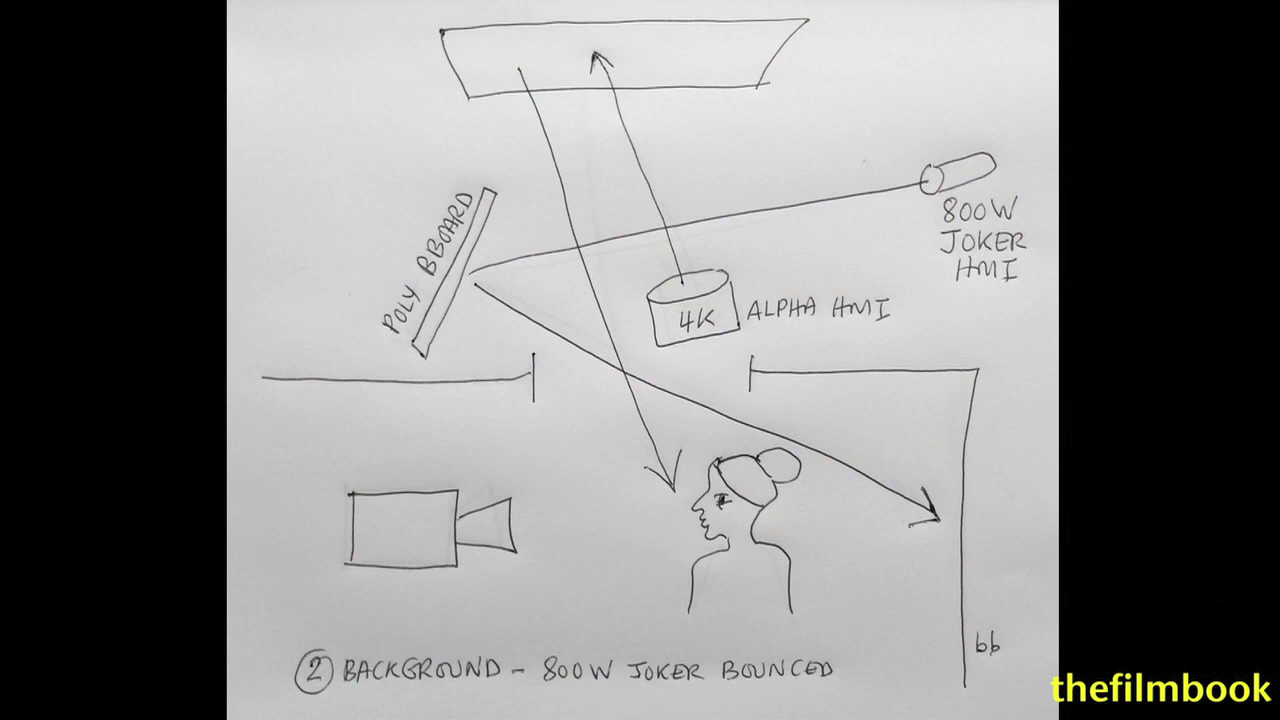 POLY BBOARD
800W
JOKER
HMI
4K
ALPHA HMI
2 BACKGROUND - 800W JOKER BOUNCED
bb
thefilmbook